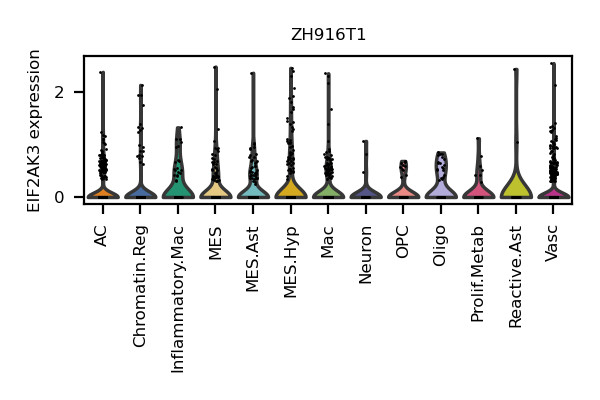 ZH916T1
EIF2AK3 expression
2
0
AC
Chromatin.Reg
Inflammatory.Mac
MES
MES.Ast
MES.Hyp
Mac
Neuron
OPC
Oligo
Prolif.Metab
Reactive.Ast
Vasc